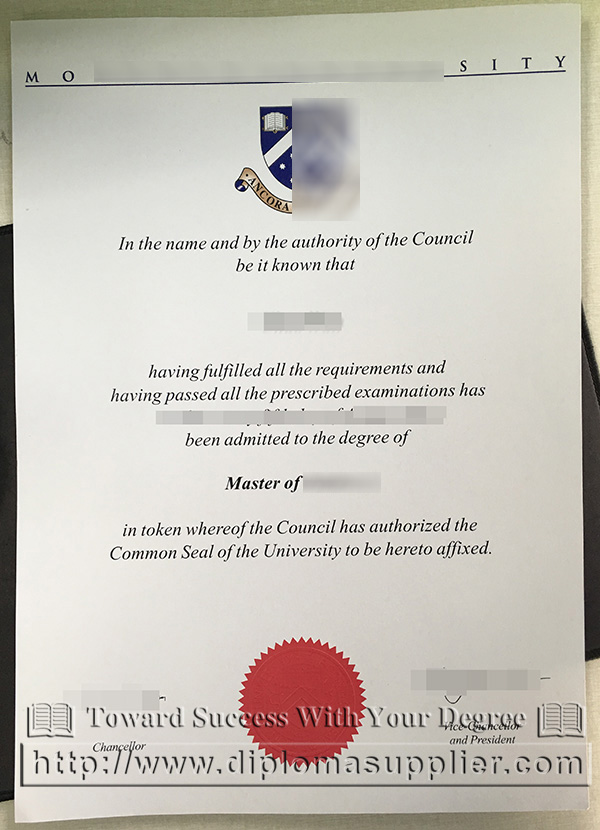 M O S I T Y
ANCORA
In the name and by the authority of the Council
be it known that
having fulfilled all the requirements and
having passed all the prescribed examinations has
been admitted to the degree of
Master of
in token whereof the Council has authorized the
Common Seal of the University to be hereto affixed.
Toward Success With Your Degree
Chancellor
Vice-Chancellor
and President
http://www.diplomasupplier.com